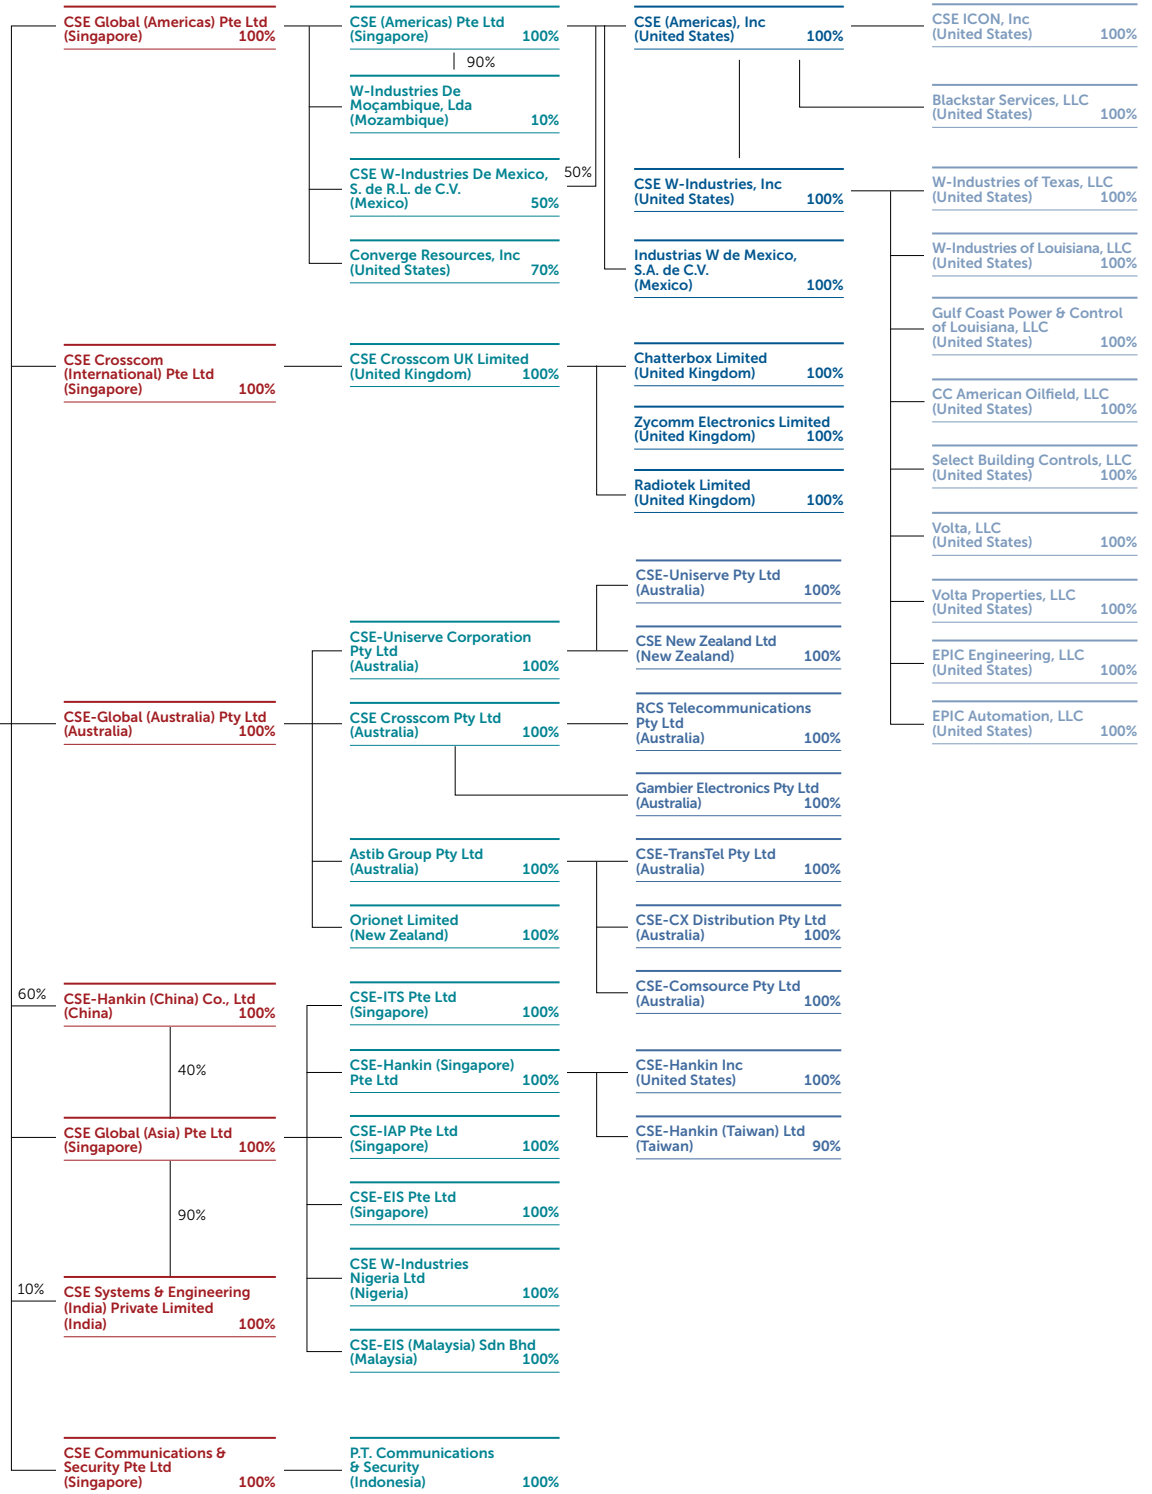 CSE Global (Americas) Pte Ltd
(Singapore) 100%
CSE (Americas) Pte Ltd
(Singapore) 100%
90%
W-Industries De
Moçambique, Lda
(Mozambique) 10%
CSE W-Industries De Mexico,
S. de R.L. de C.V.
(Mexico) 50%
50%
Converge Resources, Inc
(United States) 70%
CSE (Americas), Inc
(United States) 100%
CSE W-Industries, Inc
(United States) 100%
Industrias W de Mexico,
S.A. de C.V.
(Mexico) 100%
CSE ICON, Inc
(United States) 100%
Blackstar Services, LLC
(United States) 100%
W-Industries of Texas, LLC
(United States) 100%
W-Industries of Louisiana, LLC
(United States) 100%
Gulf Coast Power & Control
of Louisiana, LLC
(United States) 100%
CC American Oilfield, LLC
(United States) 100%
Select Building Controls, LLC
(United States) 100%
Volta, LLC
(United States) 100%
Volta Properties, LLC
(United States) 100%
EPIC Engineering, LLC
(United States) 100%
EPIC Automation, LLC
(United States) 100%
CSE Crosscom
(International) Pte Ltd
(Singapore) 100%
CSE Crosscom UK Limited
(United Kingdom) 100%
Chatterbox Limited
(United Kingdom) 100%
Zycomm Electronics Limited
(United Kingdom) 100%
Radiotek Limited
(United Kingdom) 100%
CSE-Global (Australia) Pty Ltd
(Australia) 100%
CSE-Uniserve Corporation
Pty Ltd
(Australia) 100%
CSE-Uniserve Pty Ltd
(Australia) 100%
CSE New Zealand Ltd
(New Zealand) 100%
CSE Crosscom Pty Ltd
(Australia) 100%
RCS Telecommunications
Pty Ltd
(Australia) 100%
Gambier Electronics Pty Ltd
(Australia) 100%
Astib Group Pty Ltd
(Australia) 100%
CSE-TransTel Pty Ltd
(Australia) 100%
CSE-CX Distribution Pty Ltd
(Australia) 100%
CSE-Comsource Pty Ltd
(Australia) 100%
Orionet Limited
(New Zealand) 100%
60%
CSE-Hankin (China) Co., Ltd
(China) 100%
40%
CSE Global (Asia) Pte Ltd
(Singapore) 100%
90%
10%
CSE Systems & Engineering
(India) Private Limited
(India) 100%
CSE-ITS Pte Ltd
(Singapore) 100%
CSE-Hankin (Singapore)
Pte Ltd 100%
CSE-Hankin Inc
(United States) 100%
CSE-Hankin (Taiwan) Ltd
(Taiwan) 90%
CSE-IAP Pte Ltd
(Singapore) 100%
CSE-EIS Pte Ltd
(Singapore) 100%
CSE W-Industries
Nigeria Ltd
(Nigeria) 100%
CSE-EIS (Malaysia) Sdn Bhd
(Malaysia) 100%
CSE Communications &
Security Pte Ltd
(Singapore) 100%
P.T. Communications
& Security
(Indonesia) 100%